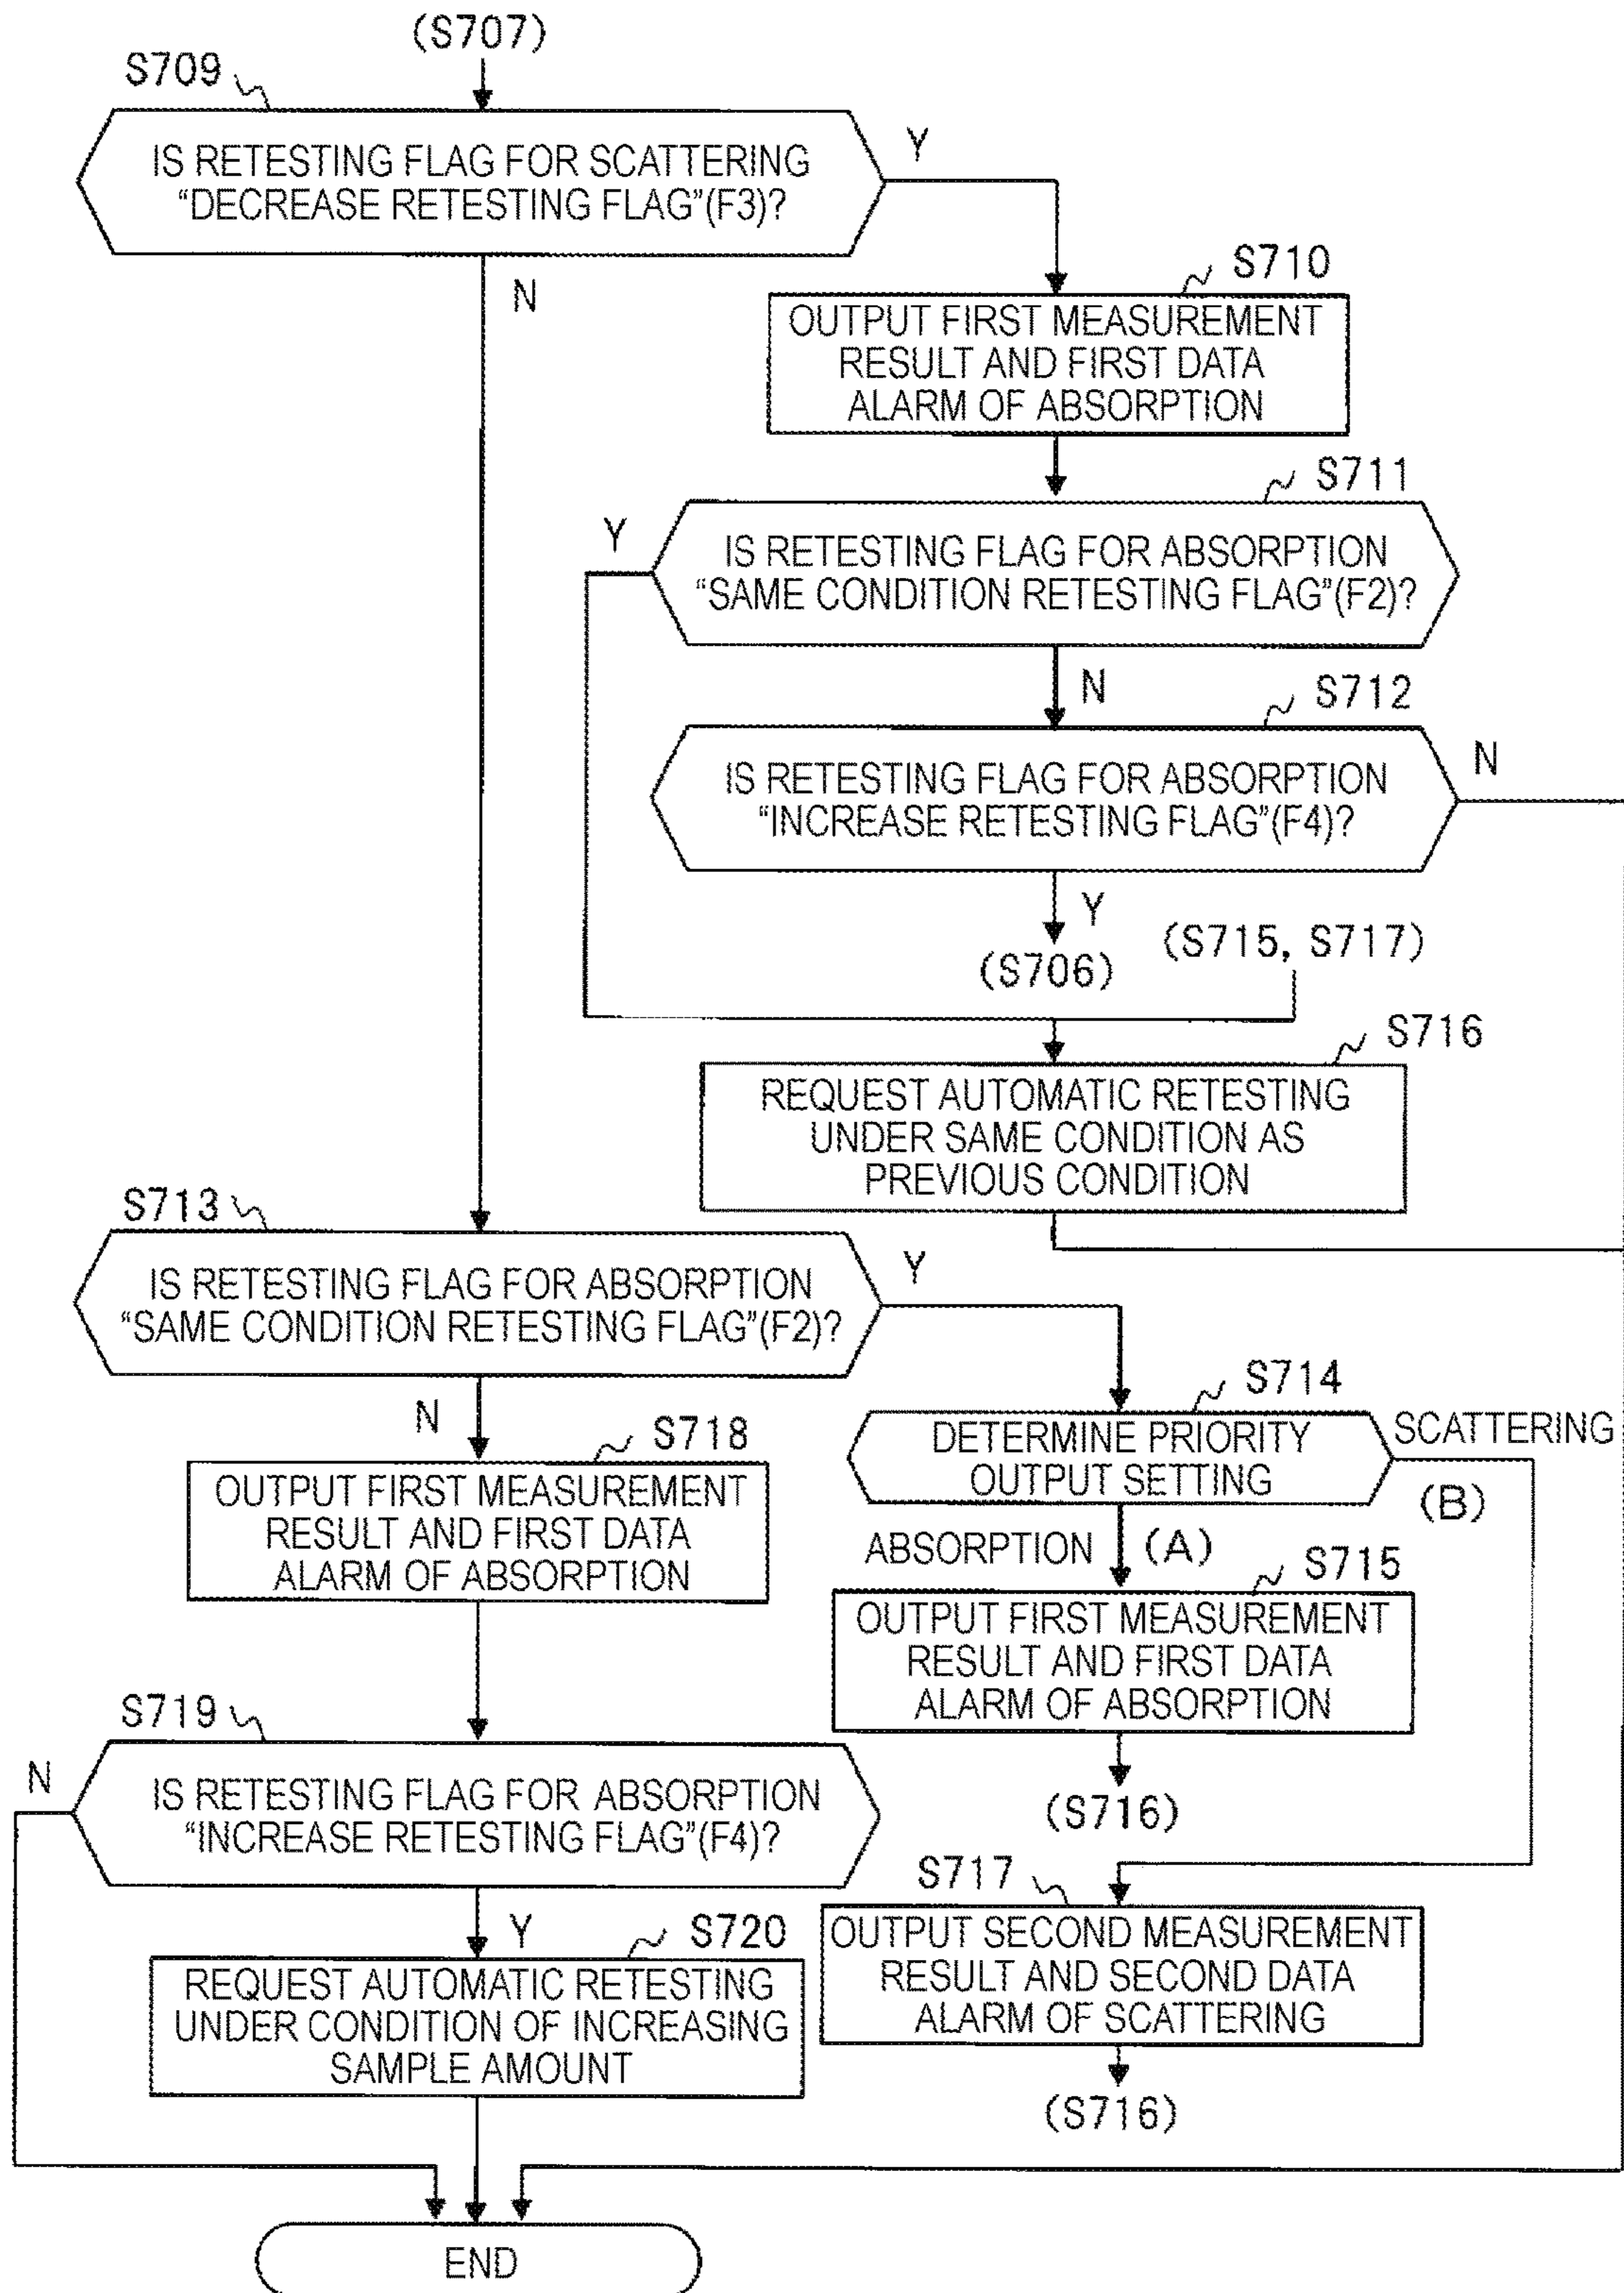 (S707)
S709
IS RETESTING FLAG FOR SCATTERING
“DECREASE RETESTING FLAG”(F3)?
Y
N
S710
OUTPUT FIRST MEASUREMENT
RESULT AND FIRST DATA
ALARM OF ABSORPTION
S711
Y
IS RETESTING FLAG FOR ABSORPTION
“SAME CONDITION RETESTING FLAG”(F2)?
N
S712
IS RETESTING FLAG FOR ABSORPTION
“INCREASE RETESTING FLAG”(F4)?
N
Y
(S706)
(S715, S717)
S716
REQUEST AUTOMATIC RETESTING
UNDER SAME CONDITION AS
PREVIOUS CONDITION
S713
IS RETESTING FLAG FOR ABSORPTION
“SAME CONDITION RETESTING FLAG”(F2)?
Y
N
S714
DETERMINE PRIORITY
OUTPUT SETTING
SCATTERING
(B)
ABSORPTION
(A)
S718
OUTPUT FIRST MEASUREMENT
RESULT AND FIRST DATA
ALARM OF ABSORPTION
S715
OUTPUT FIRST MEASUREMENT
RESULT AND FIRST DATA
ALARM OF ABSORPTION
(S716)
S719
N
IS RETESTING FLAG FOR ABSORPTION
“INCREASE RETESTING FLAG”(F4)?
Y
S717
OUTPUT SECOND MEASUREMENT
RESULT AND SECOND DATA
ALARM OF SCATTERING
(S716)
S720
REQUEST AUTOMATIC RETESTING
UNDER CONDITION OF INCREASING
SAMPLE AMOUNT
END